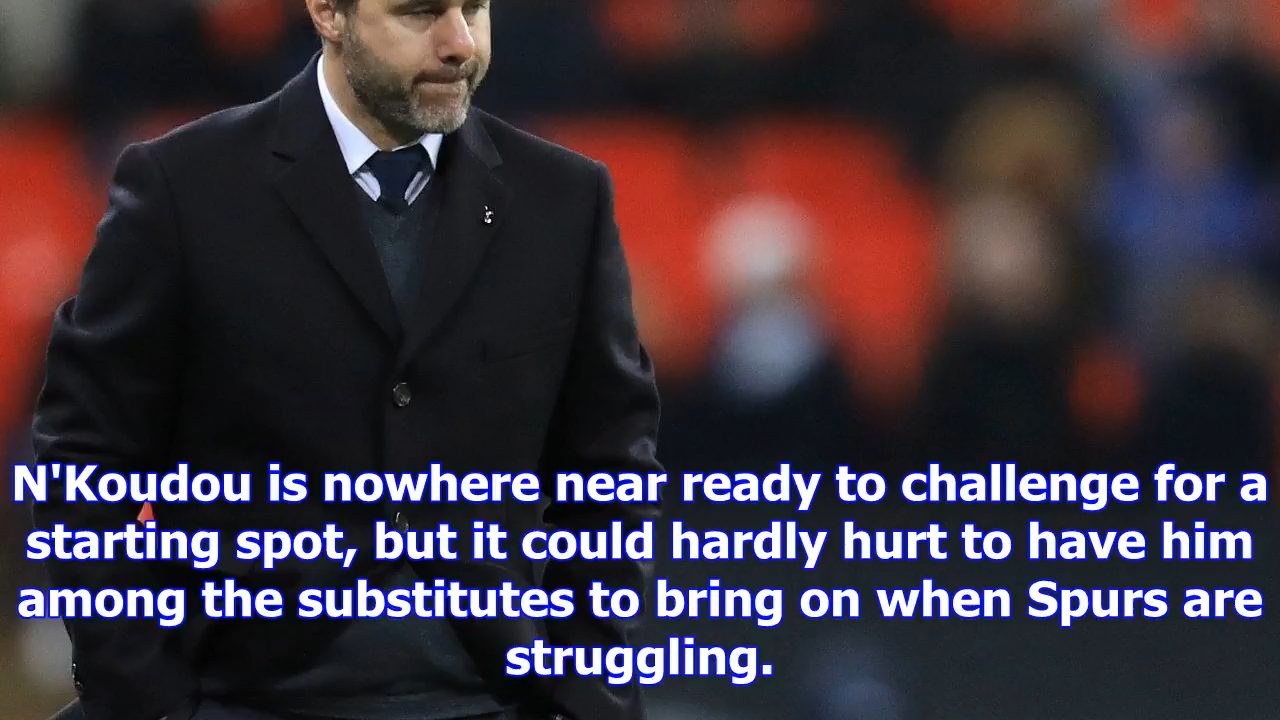 N'Koudou is nowhere near ready to challenge for a
starting spot, but it could hardly hurt to have him
among the substitutes to bring on when Spurs are
struggling.